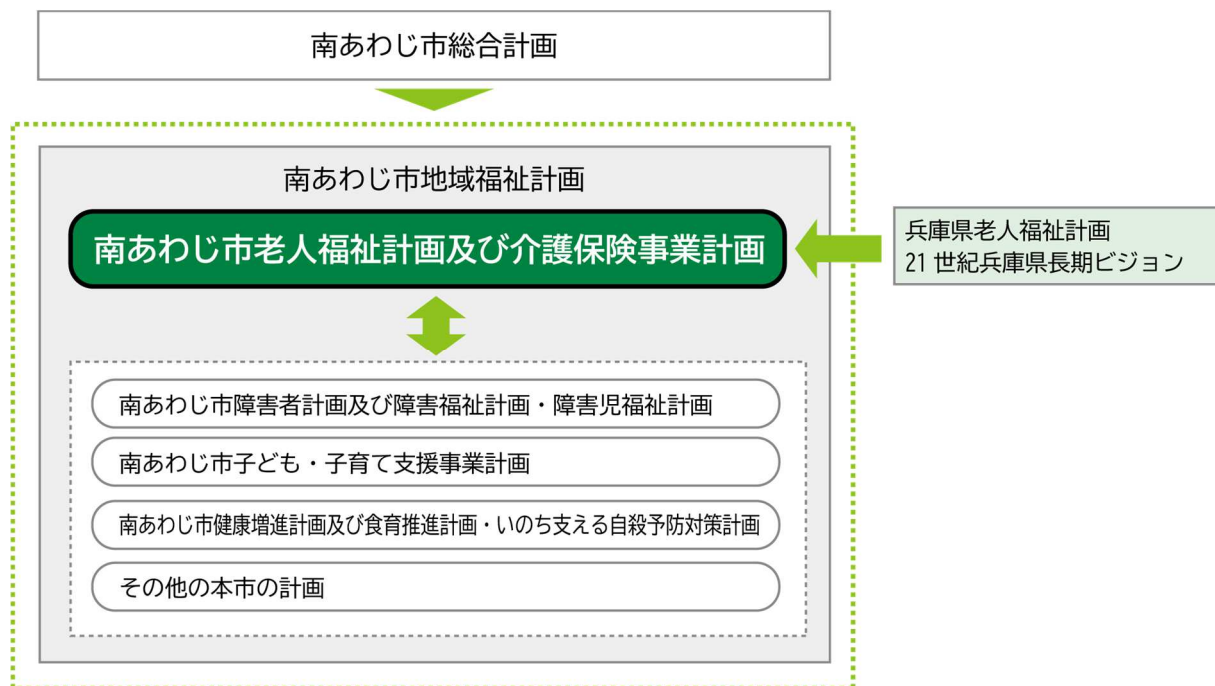 南あわじ市総合計画
南あわじ市地域福祉計画
南あわじ市老人福祉計画及び介護保険事業計画
兵庫県老人福祉計画
21 世紀兵庫県長期ビジョン
南あわじ市障害者計画及び障害福祉計画・障害児福祉計画
南あわじ市子ども・子育て支援事業計画
南あわじ市健康増進計画及び食育推進計画・いのち支える自殺予防対策計画
その他の本市の計画